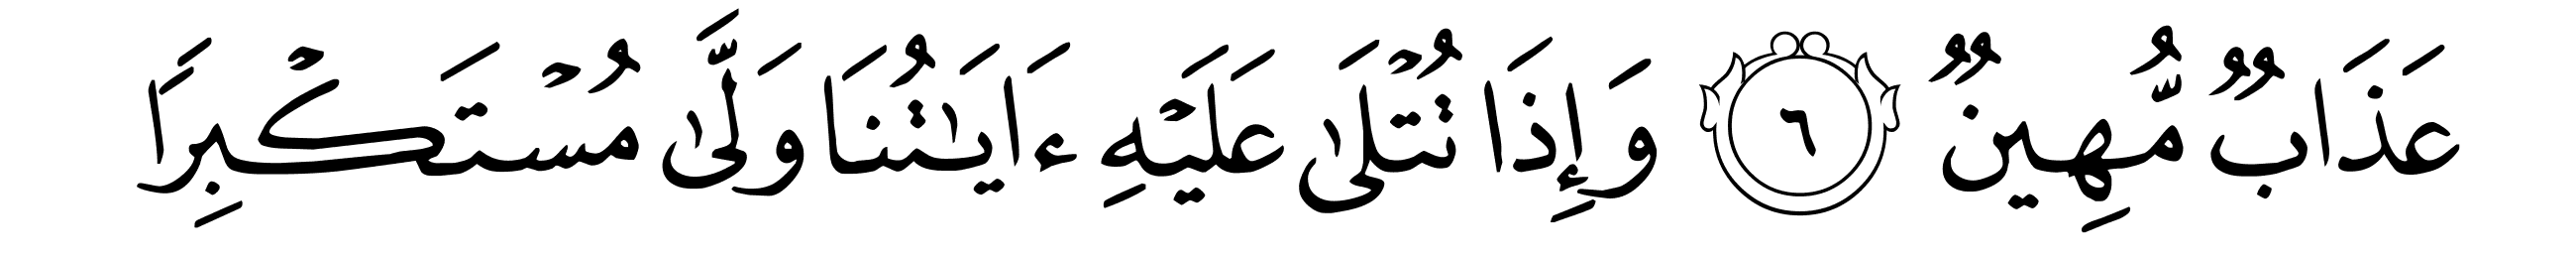 عَذَابٌ مُّهِينٌ ٦ وَإِذَا تُتْلَىٰ عَلَيْهِ ءَايَـٰتُنَا وَلَّىٰ مُسْتَكْبِرًا